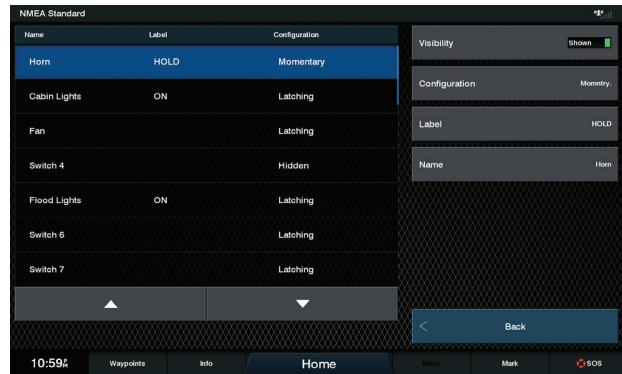 NMEA Standard
Name Label Configuration
Horn HOLD Momentary
Cabin Lights ON Latching
Fan Latching
Switch 4 Hidden
Flood Lights ON Latching
Switch 6 Latching
Switch 7 Latching
Visibility Shown
Configuration Momntry.
Label HOLD
Name Horn
< Back
10:59 Waypoints Info Home Menu Mark SOS